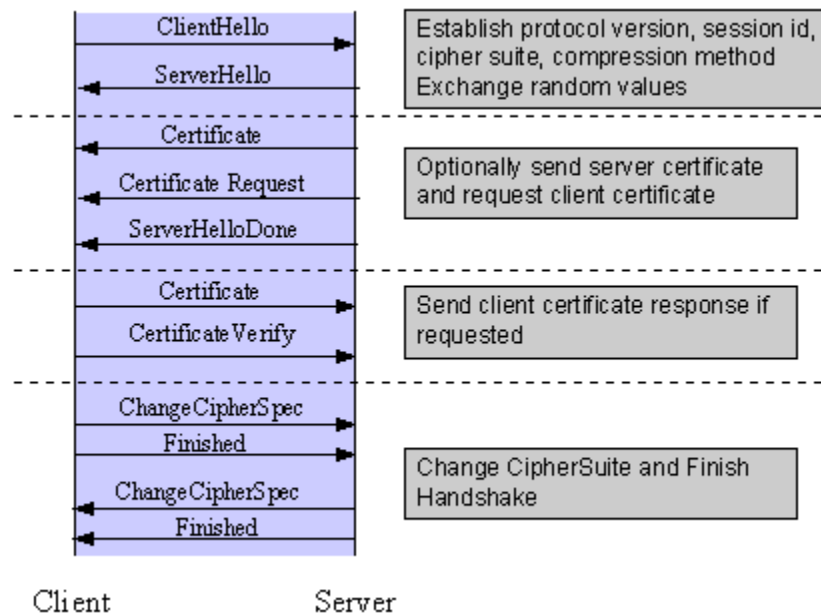 ClientHello
ServerHello
Establish protocol version, session id,
cipher suite, compression method
Exchange random values
Certificate
Certificate Request
ServerHelloDone
Optionally send server certificate
and request client certificate
Certificate
CertificateVerify
Send client certificate response if
requested
ChangeCipherSpec
Finished
ChangeCipherSpec
Finished
Change CipherSuite and Finish
Handshake
Client
Server